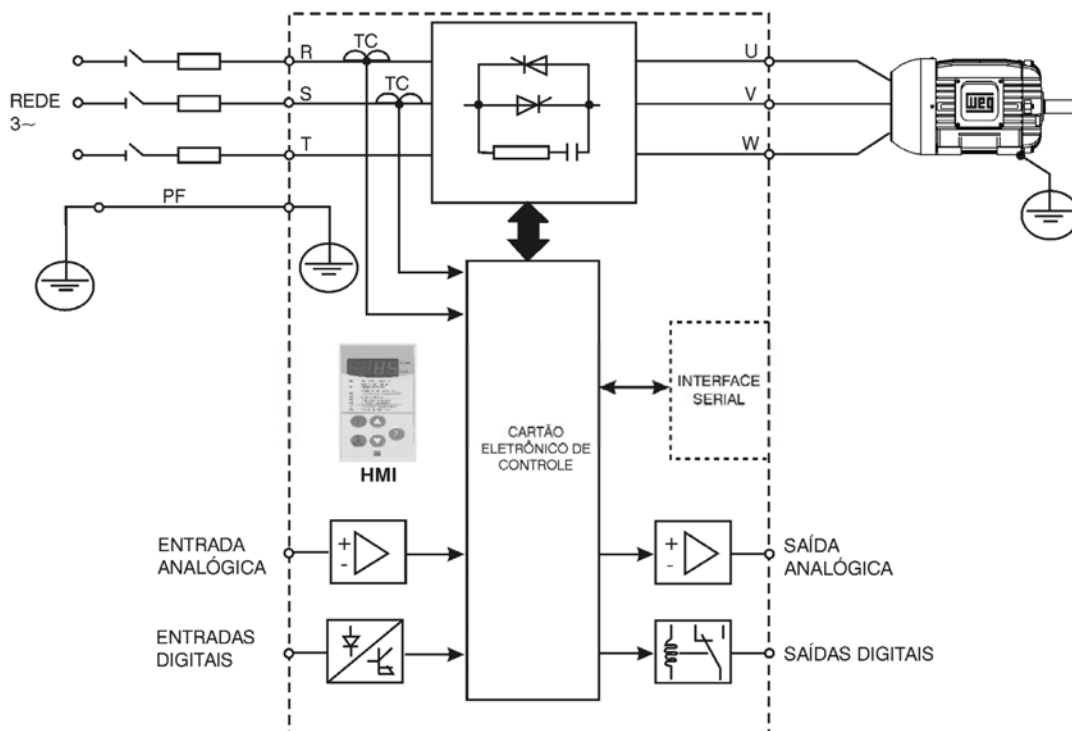 R
TC
U
S
TC
V
REDE
3~
T
W
PF
weg
INTERFACE
SERIAL
CARTÃO
ELETRÔNICO DE
CONTROLE
HMI
ENTRADA
ANALÓGICA
+
-
+
-
SAÍDA
ANALÓGICA
ENTRADAS
DIGITAIS
SAÍDAS DIGITAIS